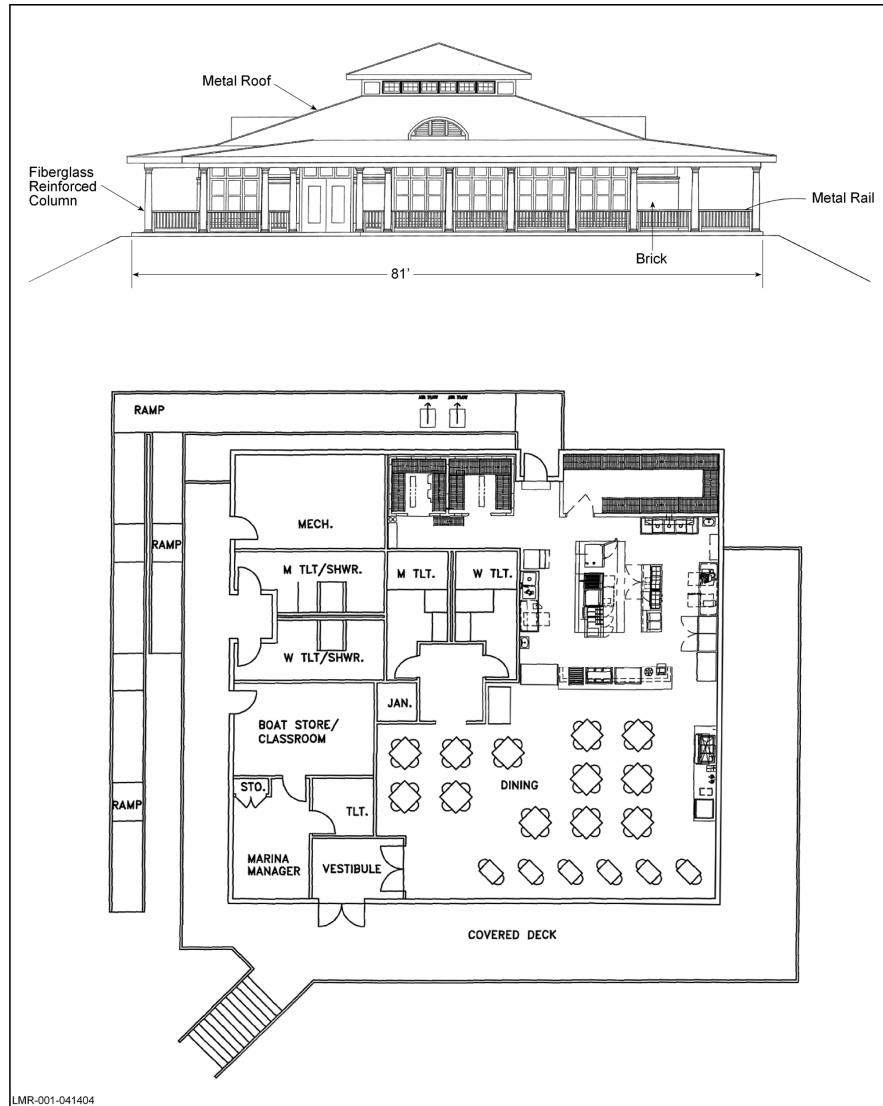 Metal Roof
Fiberglass
Reinforced
Column
Metal Rail
Brick
81'
RAMP
MECH.
RAMP
M TLT/SHWR.
M TLT.
W TLT.
W TLT/SHWR.
JAN.
BOAT STORE/
CLASSROOM
DINING
STO.
RAMP
TLT.
MARINA
MANAGER
VESTIBULE
COVERED DECK
LMR-001-041404